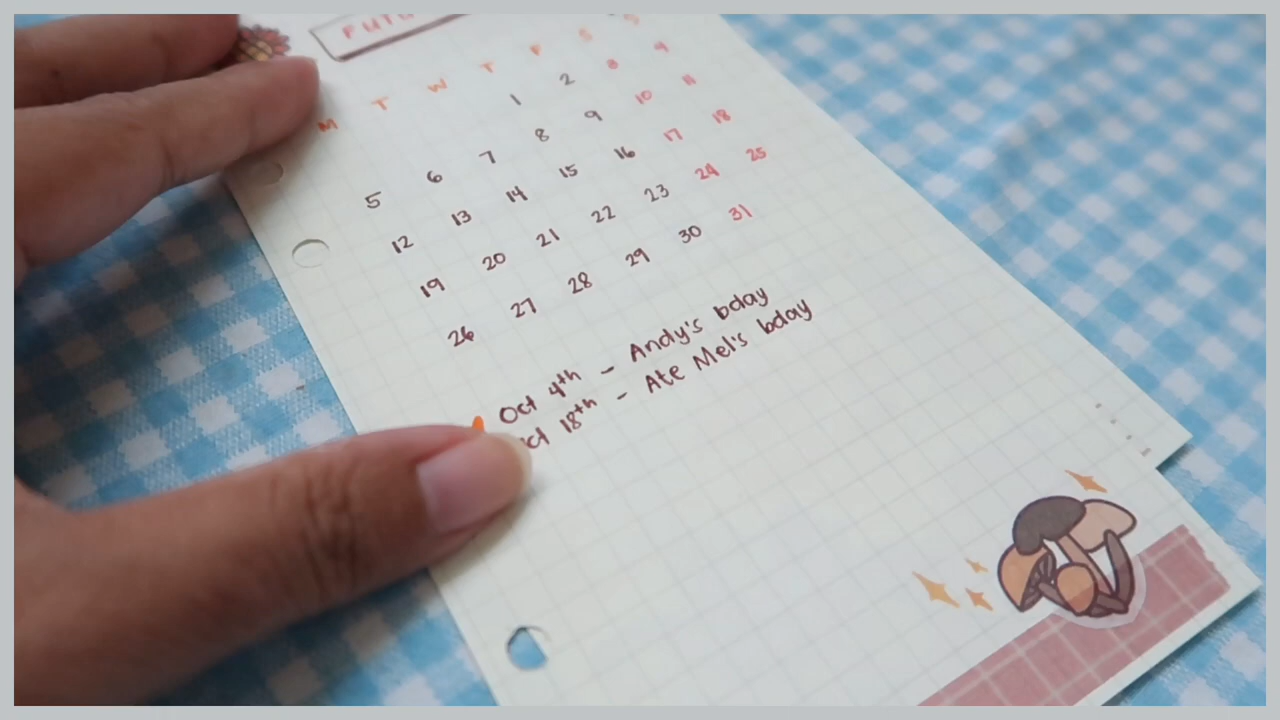 M T W T F S S
1 2 3 4
5 6 7 8 9 10 11
12 13 14 15 16 17 18
19 20 21 22 23 24 25
26 27 28 29 30 31
Oct 4th - Andy's bday
18th - Ate Mel's bday